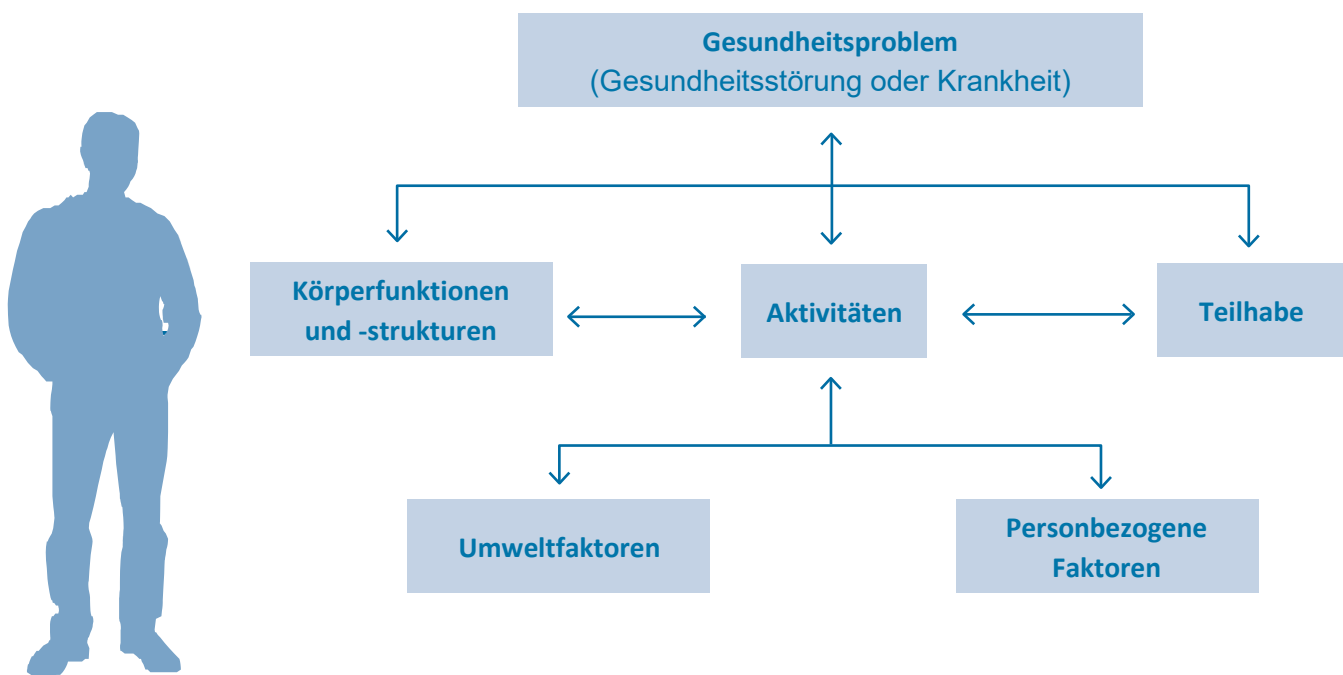 Gesundheitsproblem
(Gesundheitsstörung oder Krankheit)
Körperfunktionen
und -strukturen
Aktivitäten
Teilhabe
Umweltfaktoren
Personbezogene
Faktoren